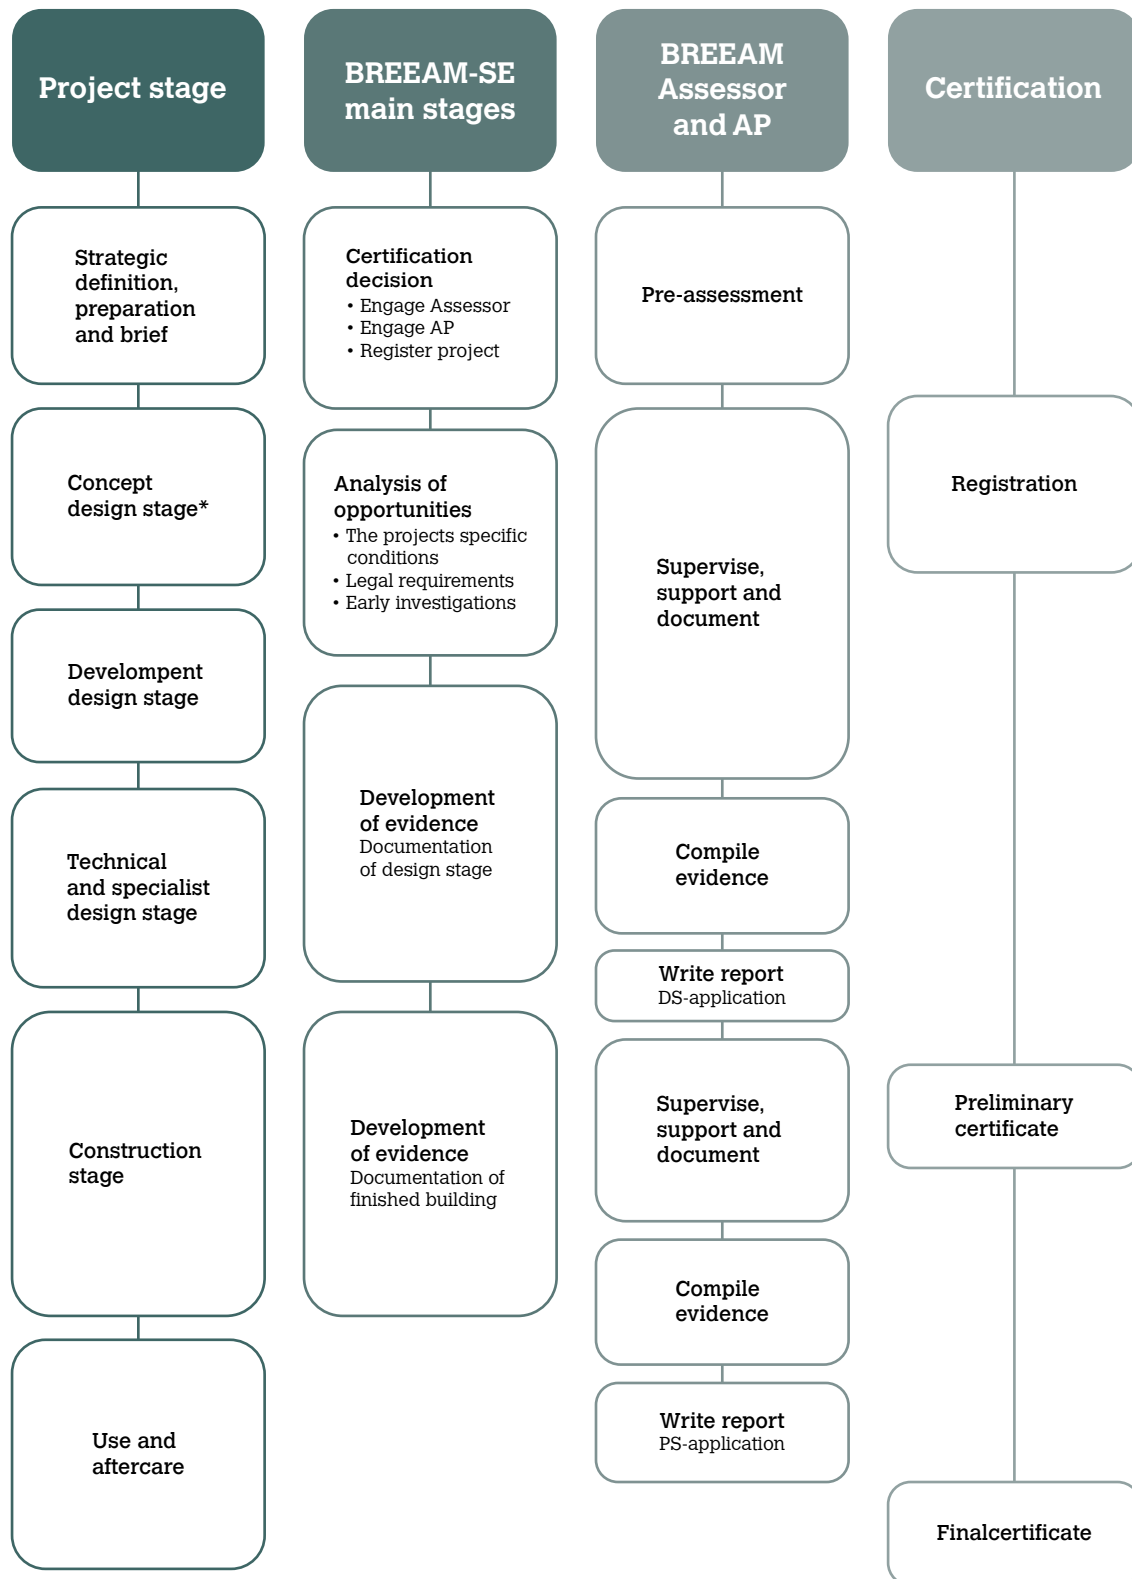 Project stage
BREEAM-SE
main stages
BREEAM
Assessor
and AP
Certification
Strategic
definition,
preparation
and brief
Concept
design stage*
Develompent
design stage
Technical
and specialist
design stage
Construction
stage
Use and
aftercare
Certification
decision
• Engage Assessor
• Engage AP
• Register project
Analysis of
opportunities
• The projects specific
conditions
• Legal requirements
• Early investigations
Development
of evidence
Documentation
of design stage
Development
of evidence
Documentation of
finished building
Pre-assessment
Supervise,
support and
document
Compile
evidence
Write report
DS-application
Supervise,
support and
document
Compile
evidence
Write report
PS-application
Registration
Preliminary
certificate
Finalcertificate